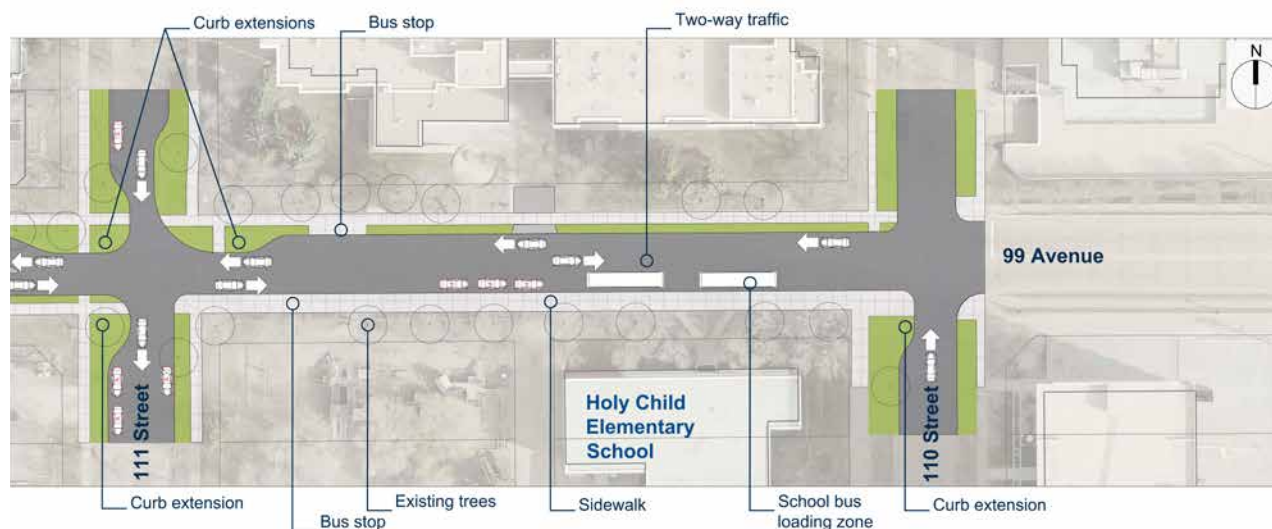 Curb extensions
Bus stop
Two-way traffic
N
99 Avenue
111 Street
Holy Child
Elementary
School
110 Street
Curb extension
Bus stop
Existing trees
Sidewalk
School bus
loading zone
Curb extension